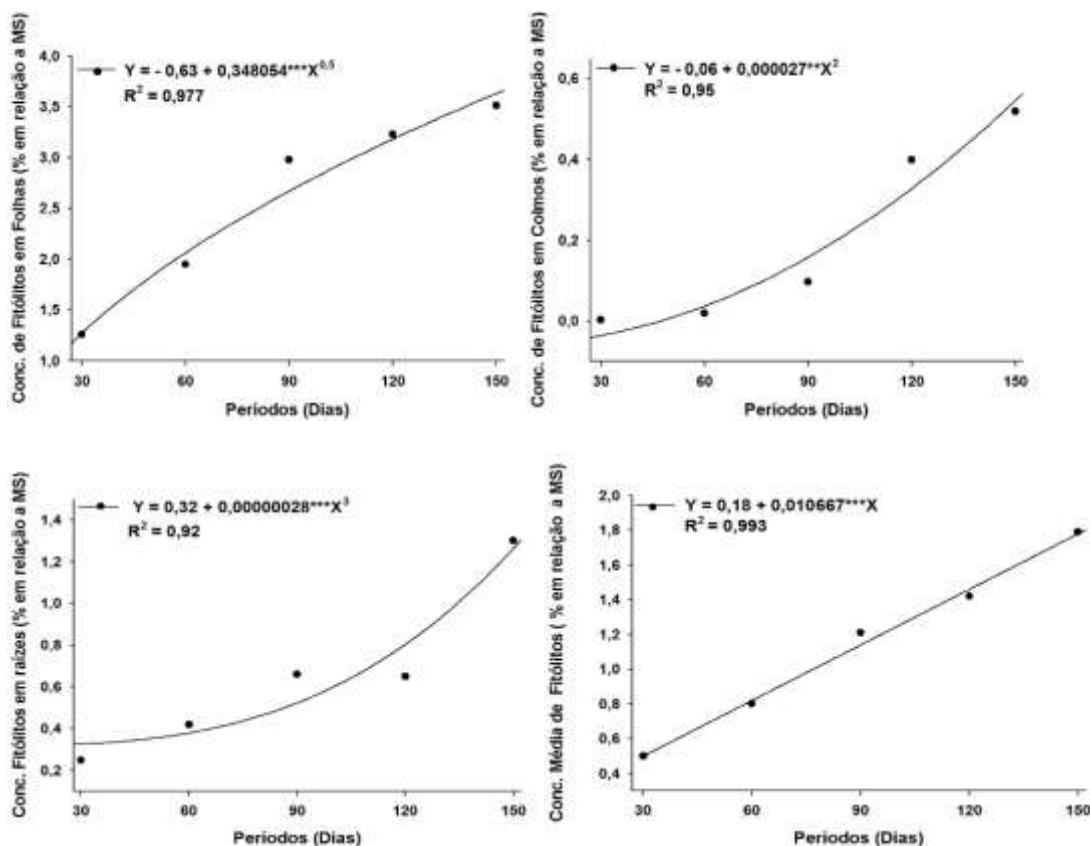 Conc. de Fitólitos em Folhas (% em relação a MS)
4,0
3,5
3,0
2,5
2,0
1,5
1,0
Y = - 0,63 + 0,348054***X^0,5
R² = 0,977
30 60 90 120 150
Períodos (Dias)
Conc. de Fitólitos em Colmos (% em relação a MS)
0,6
0,4
0,2
0,0
Y = - 0,06 + 0,000027**X²
R² = 0,95
30 60 90 120 150
Períodos (Dias)
Conc. Fitólitos em raízes (% em relação a MS)
1,4
1,2
1,0
0,8
0,6
0,4
0,2
Y = 0,32 + 0,00000028***X³
R² = 0,92
30 60 90 120 150
Períodos (Dias)
Conc. Média de Fitólitos ( % em relação a MS)
2,0
1,8
1,6
1,4
1,2
1,0
0,8
0,6
0,4
Y = 0,18 + 0,010667***X
R² = 0,993
30 60 90 120 150
Períodos (Dias)